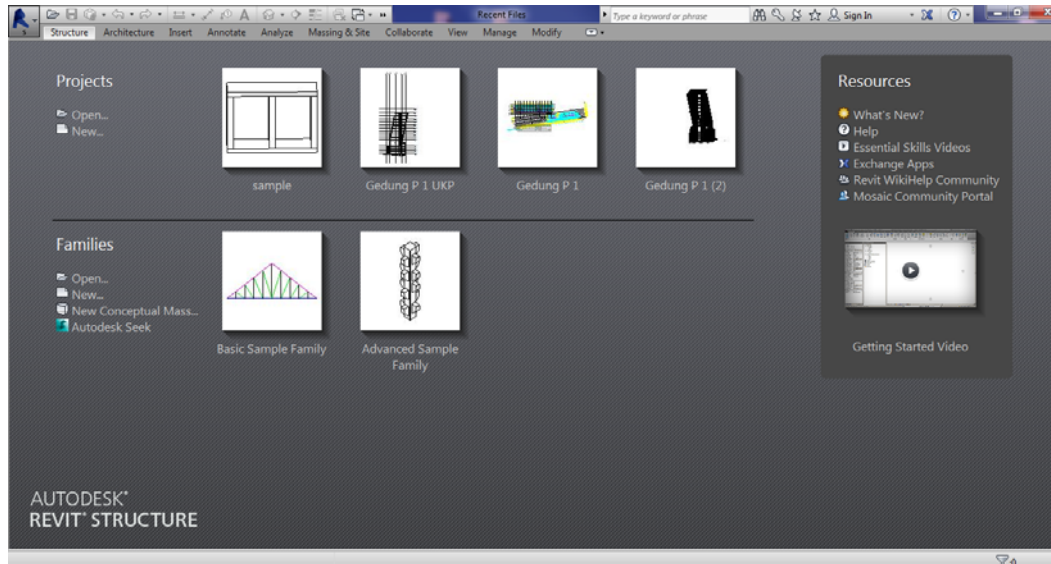 Recent Files
Type a keyword or phrase
Sign In
S
Structure Architecture Insert Annotate Analyze Massing & Site Collaborate View Manage Modify
Projects
Open...
New...
sample
Gedung P 1 UKP
Gedung P 1
Gedung P 1 (2)
Families
Open...
New...
New Conceptual Mass...
Autodesk Seek
Basic Sample Family
Advanced Sample
Family
Resources
What's New?
Help
Essential Skills Videos
Exchange Apps
Revit WikiHelp Community
Mosaic Community Portal
Getting Started Video
AUTODESK®
REVIT® STRUCTURE